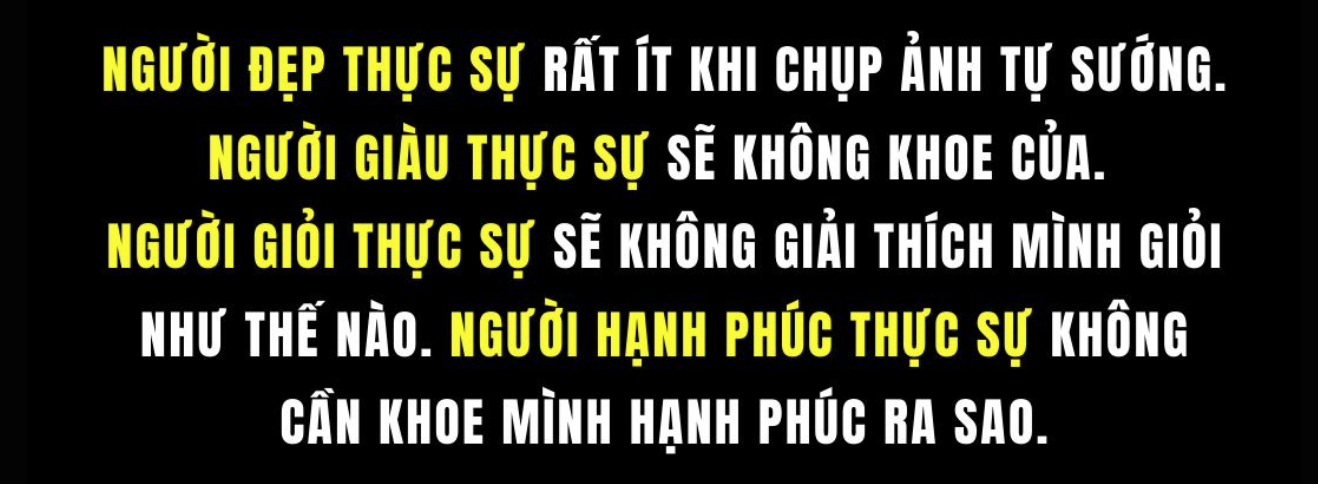 NGƯỜI ĐẸP THỰC SỰ RẤT ÍT KHI CHỤP ẢNH TỰ SƯỚNG.
NGƯỜI GIÀU THỰC SỰ SẼ KHÔNG KHOE CỦA.
NGƯỜI GIỎI THỰC SỰ SẼ KHÔNG GIẢI THÍCH MÌNH GIỎI
NHƯ THẾ NÀO. NGƯỜI HẠNH PHÚC THỰC SỰ KHÔNG
CẦN KHOE MÌNH HẠNH PHÚC RA SAO.